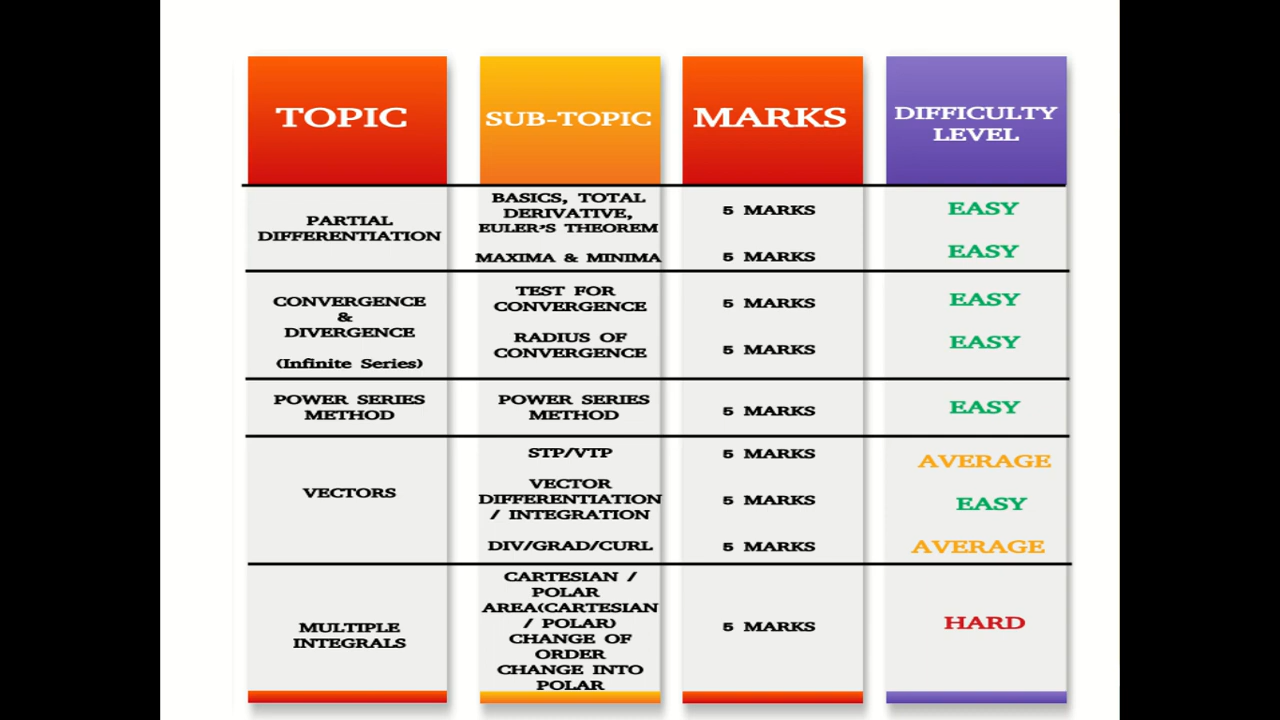 TOPIC
SUB-TOPIC
MARKS
DIFFICULTY
LEVEL
PARTIAL
DIFFERENTIATION
BASICS, TOTAL
DERIVATIVE,
EULER'S THEOREM
5 MARKS
EASY
MAXIMA & MINIMA
5 MARKS
EASY
CONVERGENCE
&
DIVERGENCE
(Infinite Series)
TEST FOR
CONVERGENCE
5 MARKS
EASY
RADIUS OF
CONVERGENCE
5 MARKS
EASY
POWER SERIES
METHOD
POWER SERIES
METHOD
5 MARKS
EASY
VECTORS
STP/VTP
5 MARKS
AVERAGE
VECTOR
DIFFERENTIATION
/ INTEGRATION
5 MARKS
EASY
DIV/GRAD/CURL
5 MARKS
AVERAGE
MULTIPLE
INTEGRALS
CARTESIAN /
POLAR
AREA(CARTESIAN
/ POLAR)
CHANGE OF
ORDER
CHANGE INTO
POLAR
5 MARKS
HARD